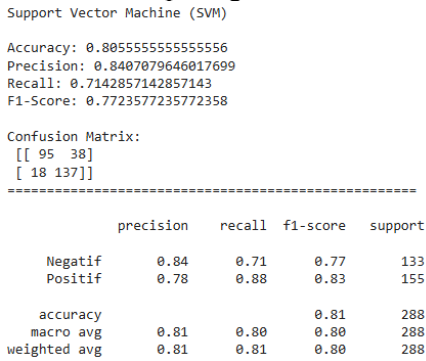 Support Vector Machine (SVM)
Accuracy: 0.8055555555555556
Precision: 0.8407079646017699
Recall: 0.7142857142857143
F1-Score: 0.7723577235772358
Confusion Matrix:
[[ 95 38]
[ 18 137]]
====================================================
precision recall f1-score support
Negatif 0.84 0.71 0.77 133
Positif 0.78 0.88 0.83 155
accuracy 0.81 288
macro avg 0.81 0.80 0.80 288
weighted avg 0.81 0.81 0.80 288